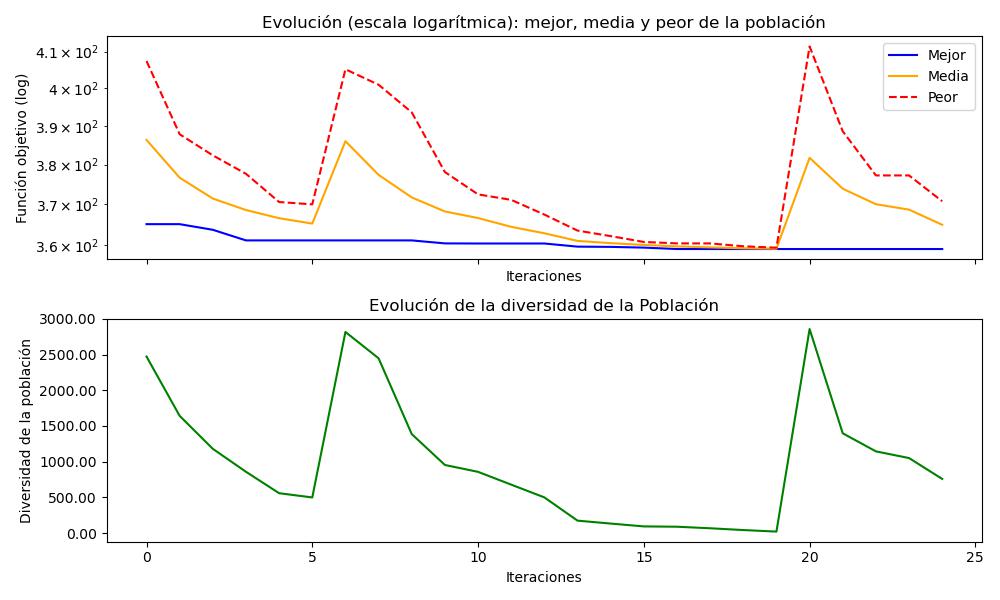 Evolución (escala logarítmica): mejor, media y peor de la población
4.1 × 10²
4 × 10²
3.9 × 10²
3.8 × 10²
3.7 × 10²
3.6 × 10²
Función objetivo (log)
Mejor
Media
Peor
Iteraciones
Evolución de la diversidad de la Población
3000.00
2500.00
2000.00
1500.00
1000.00
500.00
0.00
Diversidad de la población
0 5 10 15 20 25
Iteraciones